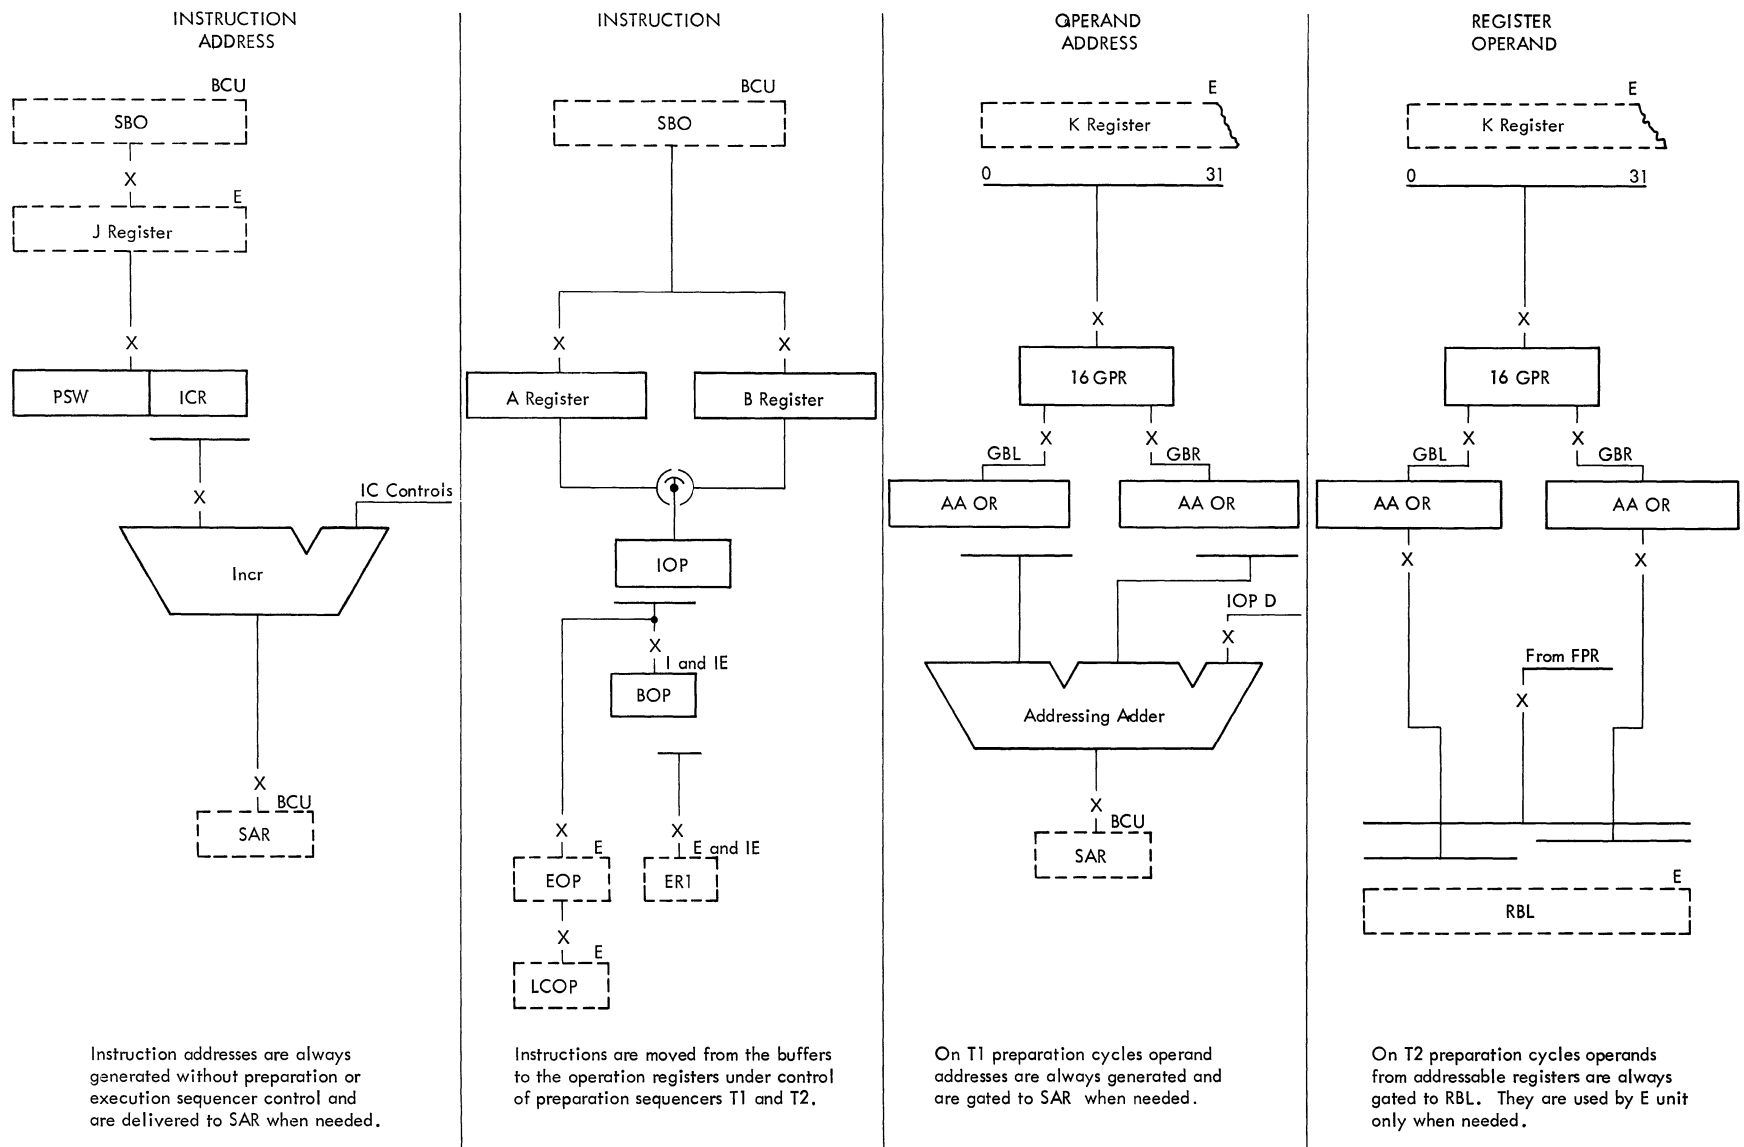 INSTRUCTION
ADDRESS
BCU
SBO
X
E
J Register
X
PSW
ICR
X
IC Controls
Incr
X
BCU
SAR
Instruction addresses are always
generated without preparation or
execution sequencer control and
are delivered to SAR when needed.
INSTRUCTION
BCU
SBO
X
X
A Register
B Register
IOP
X
I and IE
BOP
X
X
E
E and IE
EOP
ER1
X
E
LCOP
Instructions are moved from the buffers
to the operation registers under control
of preparation sequencers T1 and T2.
OPERAND
ADDRESS
E
K Register
0
31
X
16 GPR
X
X
GBL
GBR
AA OR
AA OR
IOP D
X
Addressing Adder
X
BCU
SAR
On T1 preparation cycles operand
addresses are always generated and
are gated to SAR when needed.
REGISTER
OPERAND
E
K Register
0
31
X
16 GPR
X
X
GBL
GBR
AA OR
AA OR
X
X
From FPR
X
E
RBL
On T2 preparation cycles operands
from addressable registers are always
gated to RBL. They are used by E unit
only when needed.